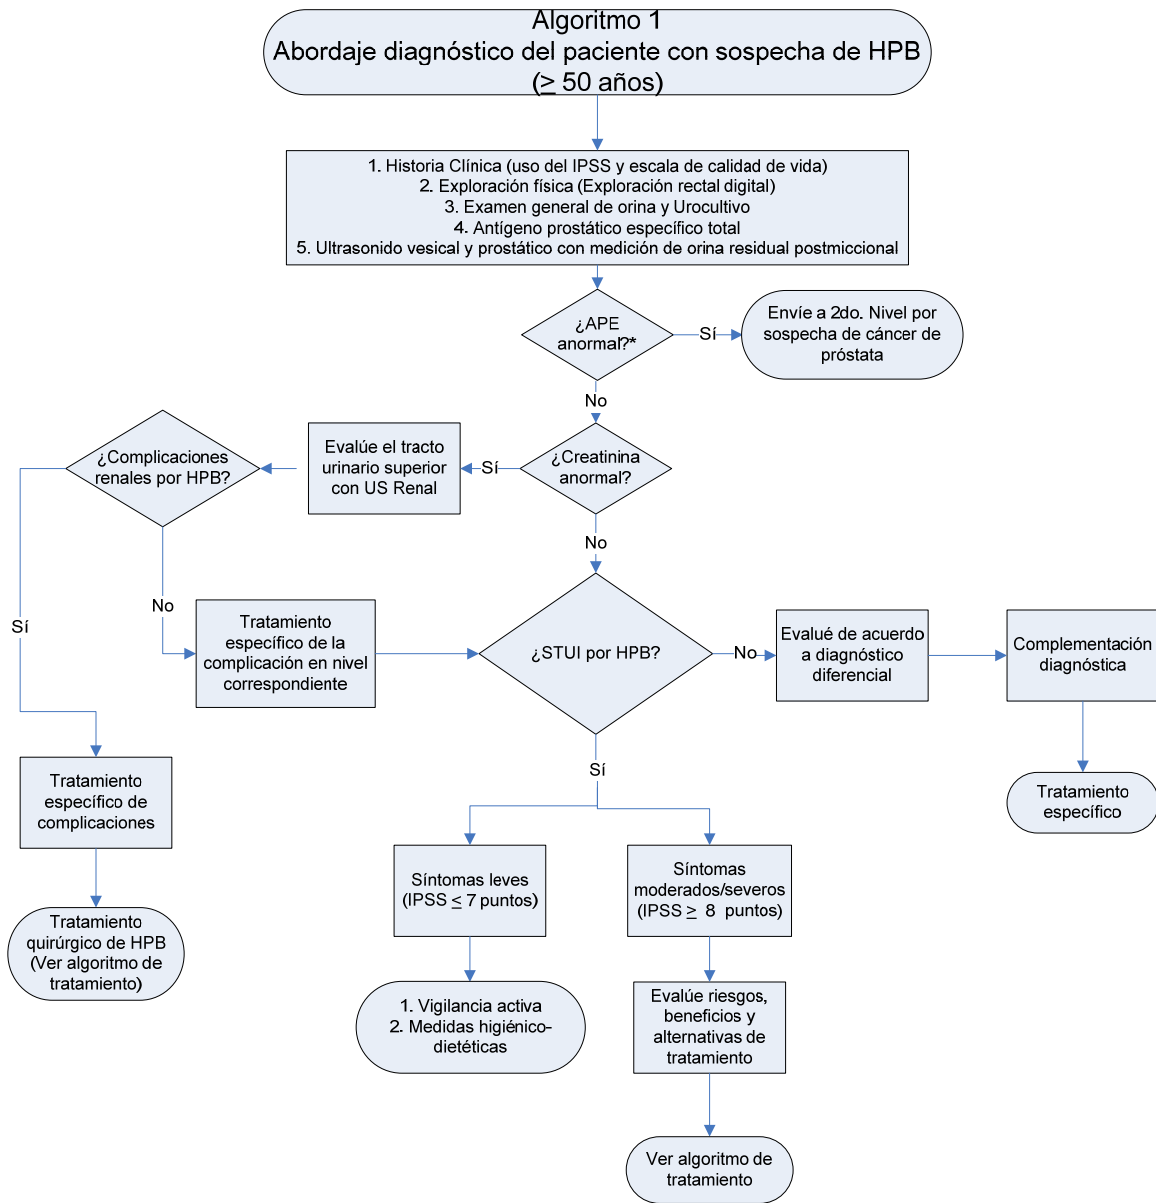 Algoritmo 1
Abordaje diagnóstico del paciente con sospecha de HPB
(≥ 50 años)
1. Historia Clínica (uso del IPSS y escala de calidad de vida)
2. Exploración física (Exploración rectal digital)
3. Examen general de orina y Urocultivo
4. Antígeno prostático específico total
5. Ultrasonido vesical y prostático con medición de orina residual postmiccional
¿APE
anormal?*
Sí
Envíe a 2do. Nivel por
sospecha de cáncer de
próstata
No
¿Creatinina
anormal?
Sí
Evalúe el tracto
urinario superior
con US Renal
¿Complicaciones
renales por HPB?
No
Sí
No
Tratamiento
específico de la
complicación en nivel
correspondiente
¿STUI por HPB?
No
Evalué de acuerdo
a diagnóstico
diferencial
Complementación
diagnóstica
Tratamiento
específico
Sí
Tratamiento
específico de
complicaciones
Tratamiento
quirúrgico de HPB
(Ver algoritmo de
tratamiento)
Síntomas leves
(IPSS ≤ 7 puntos)
1. Vigilancia activa
2. Medidas higiénico-
dietéticas
Síntomas
moderados/severos
(IPSS ≥ 8 puntos)
Evalúe riesgos,
beneficios y
alternativas de
tratamiento
Ver algoritmo de
tratamiento